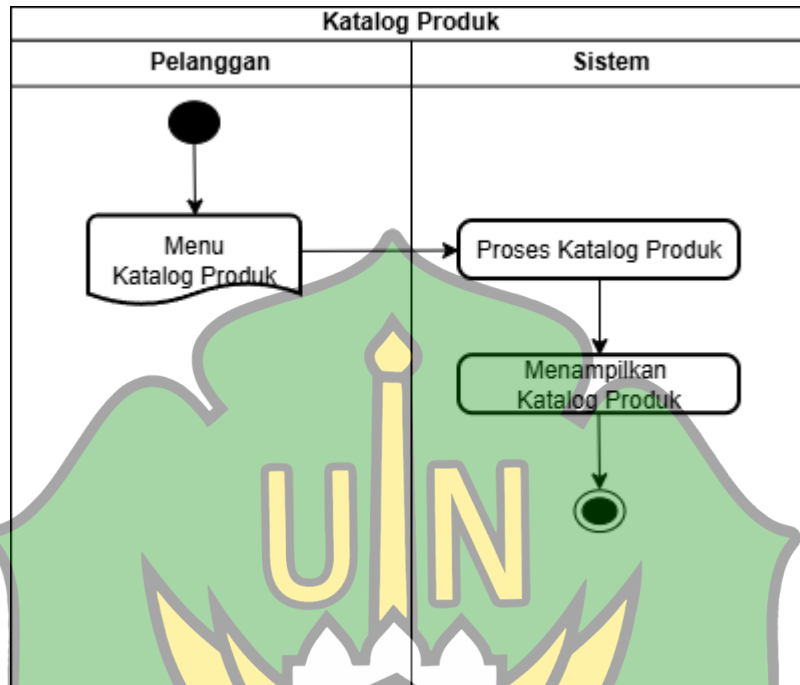 Katalog Produk
Pelanggan
Sistem
Menu
Katalog Produk
Proses Katalog Produk
Menampilkan
Katalog Produk
UIN